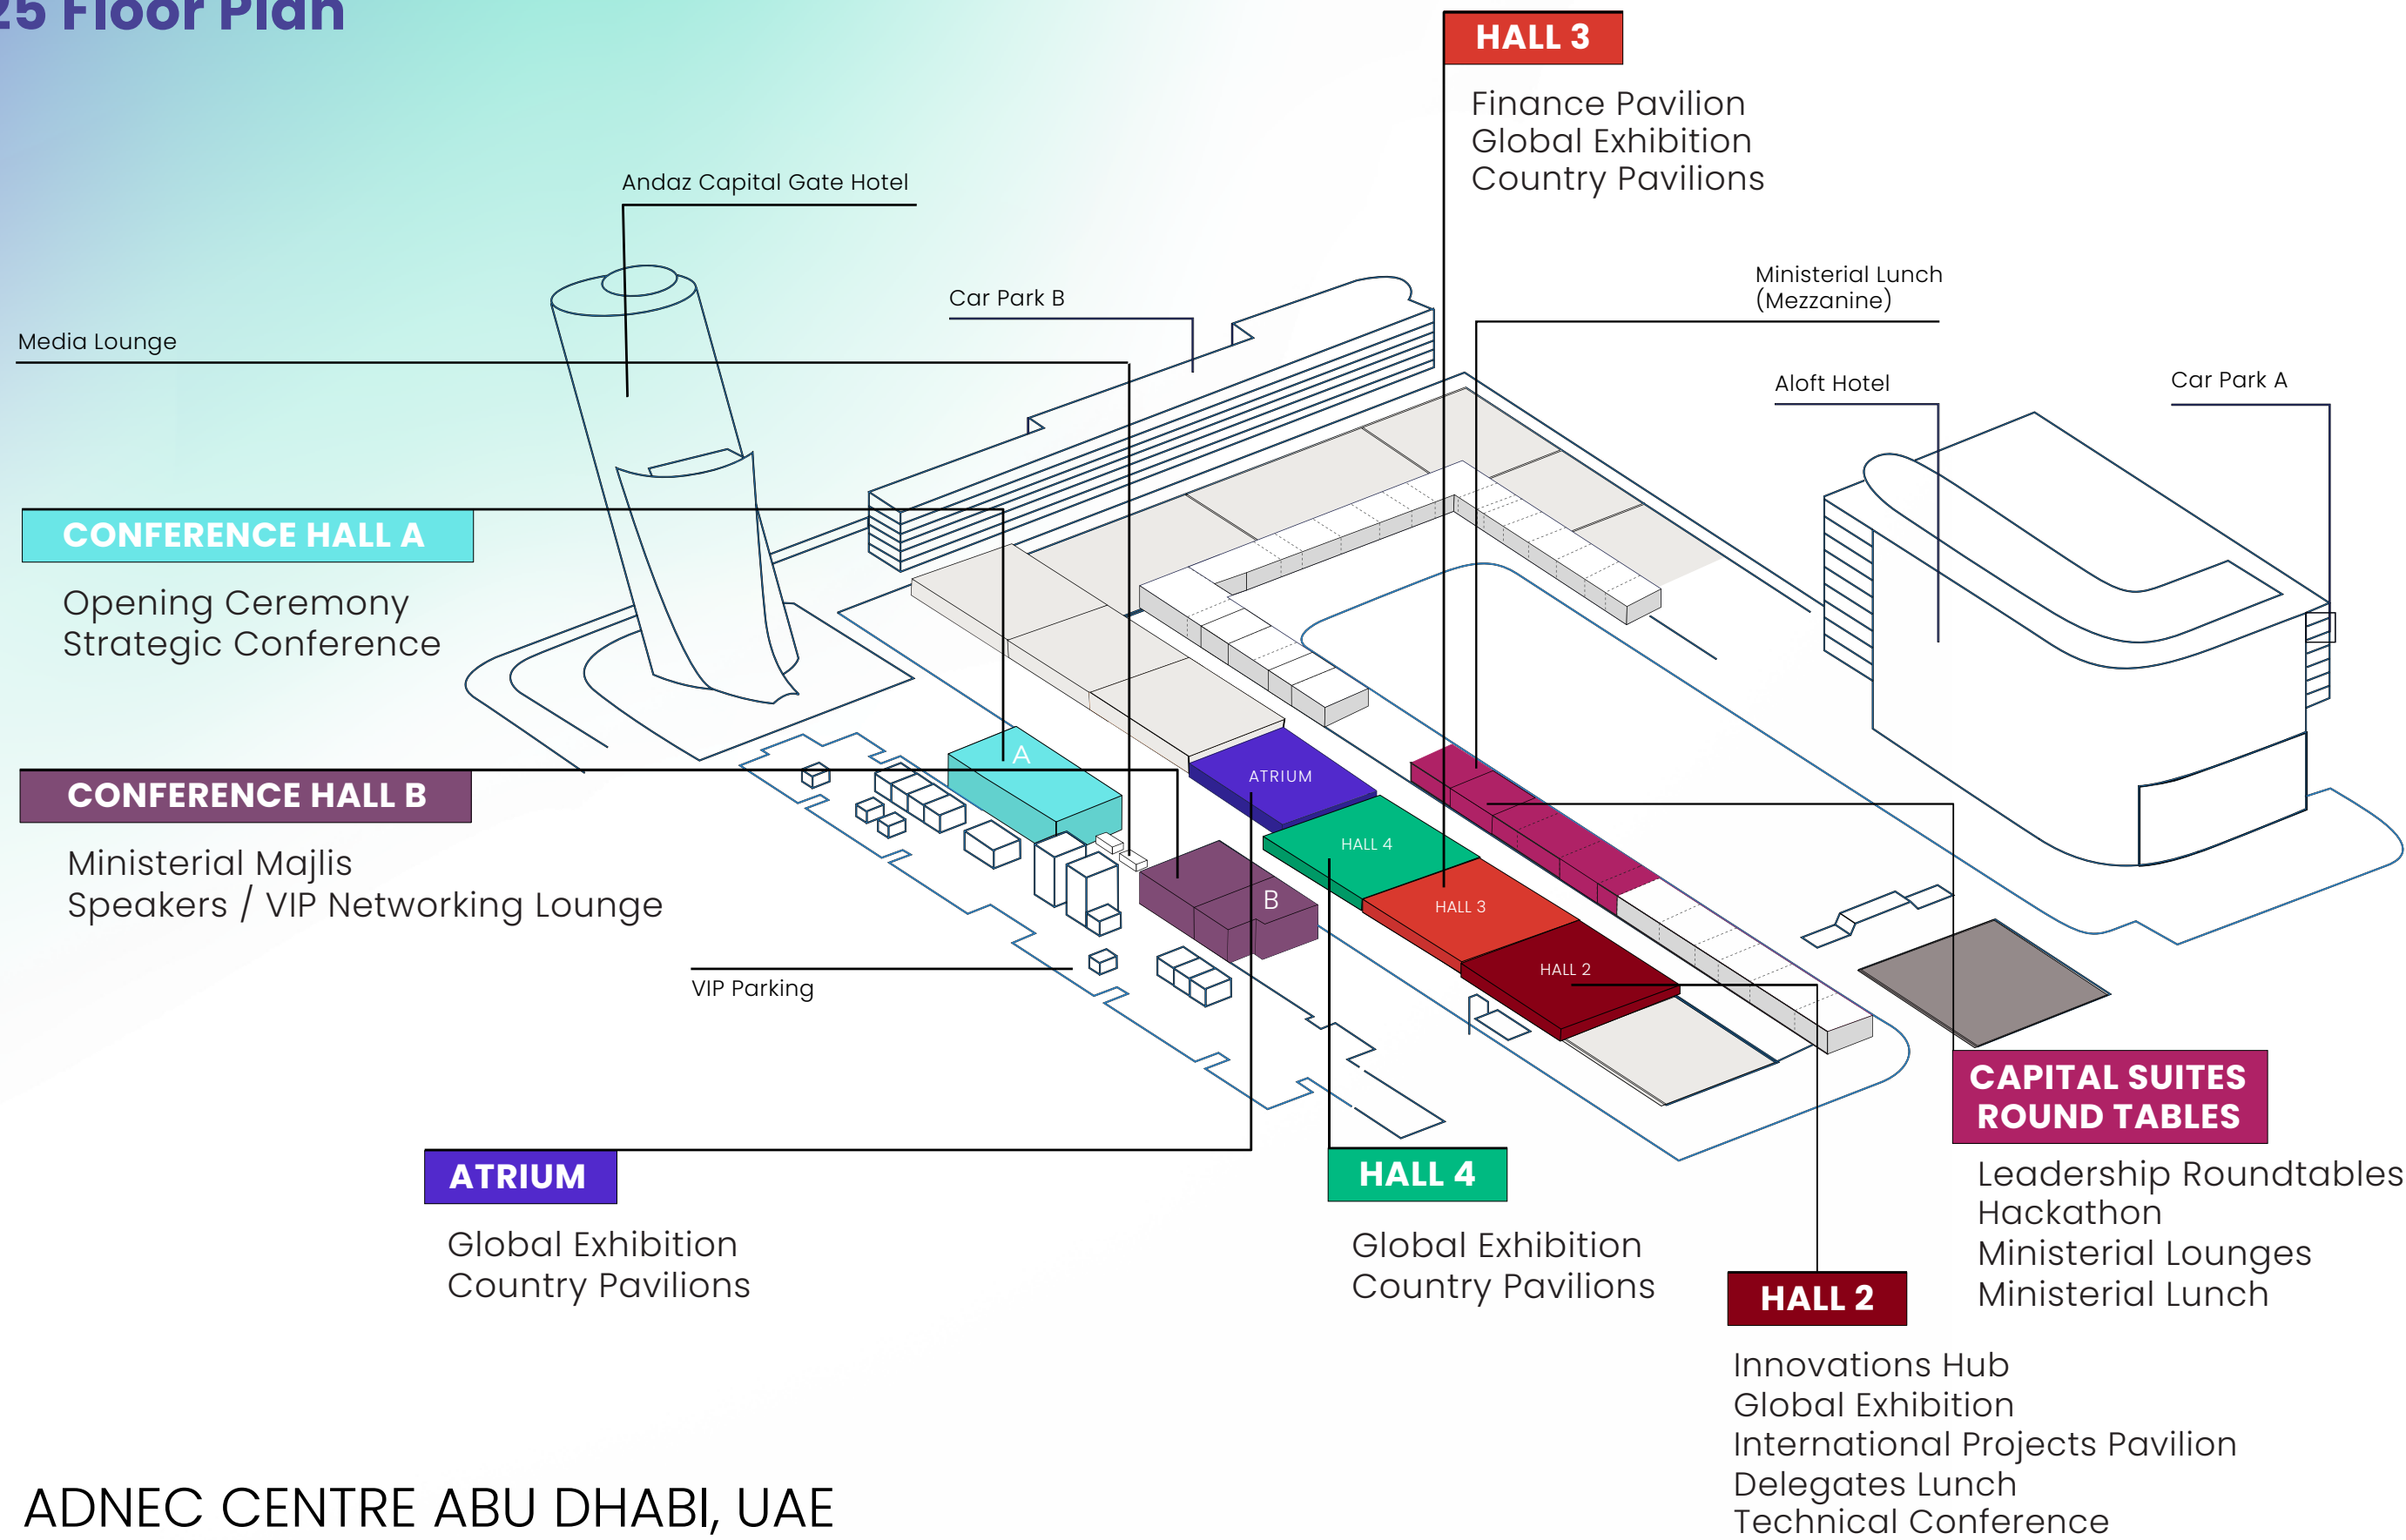 25 Floor Plan
HALL 3
Finance Pavilion
Global Exhibition
Country Pavilions
Andaz Capital Gate Hotel
Car Park B
Ministerial Lunch
(Mezzanine)
Media Lounge
Aloft Hotel
Car Park A
CONFERENCE HALL A
Opening Ceremony
Strategic Conference
A
ATRIUM
CONFERENCE HALL B
Ministerial Majlis
Speakers / VIP Networking Lounge
HALL 4
B
HALL 3
HALL 2
VIP Parking
CAPITAL SUITES
ROUND TABLES
Leadership Roundtables
Hackathon
Ministerial Lounges
Ministerial Lunch
ATRIUM
Global Exhibition
Country Pavilions
HALL 4
Global Exhibition
Country Pavilions
HALL 2
Innovations Hub
Global Exhibition
International Projects Pavilion
Delegates Lunch
Technical Conference
ADNEC CENTRE ABU DHABI, UAE